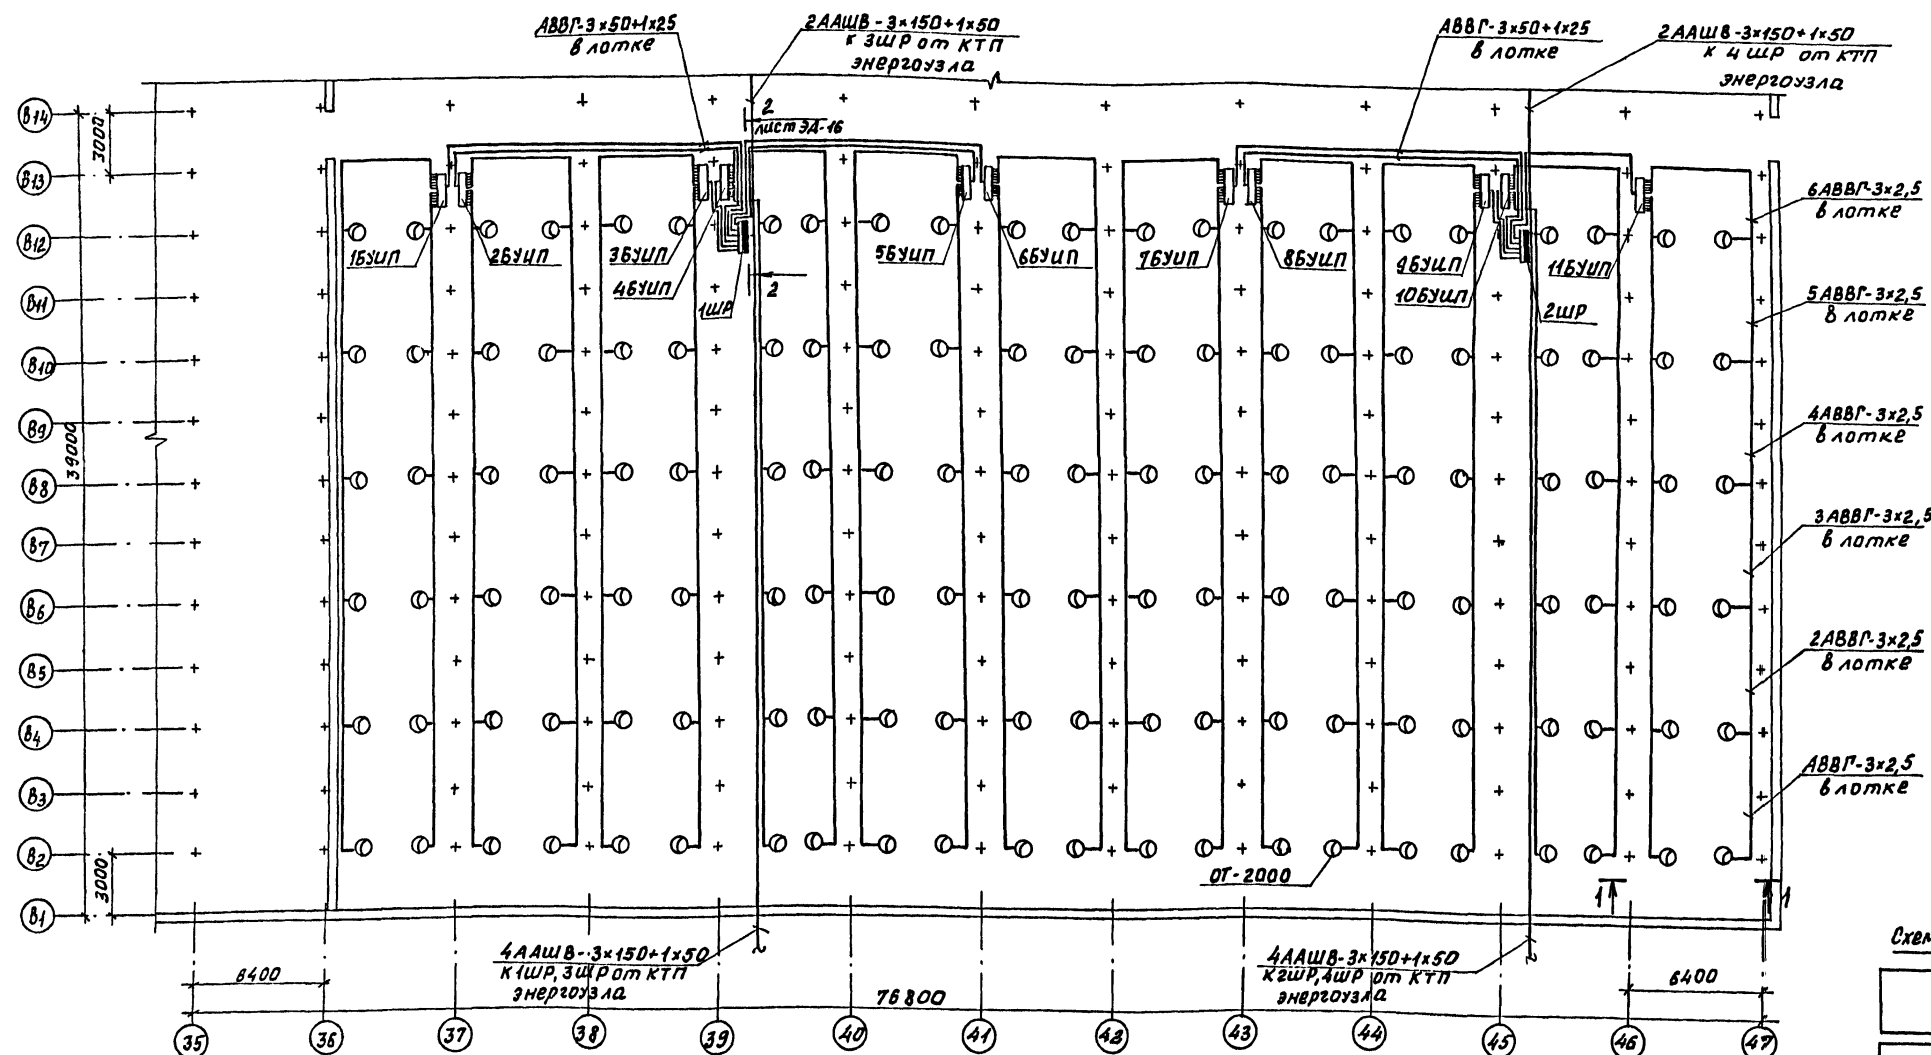 АВВГ-3×50+1×25
в лотке
2ААШВ-3×150+1×50
к 3ШР от КТП
энергоузла
АВВГ-3×50+1×25
в лотке
2ААШВ-3×150+1×50
к 4ШР от КТП
энергоузла
В14
В13
В12
В11
В10
В9
В8
В7
В6
В5
В4
В3
В2
В1
3000
39000
3000
2
лист ЭД-16
1БУИП
2БУИП
3БУИП
4БУИП
1ШР
2
5БУИП
6БУИП
7БУИП
8БУИП
9БУИП
10БУИП
11БУИП
2ШР
6АВВГ-3×2,5
в лотке
5АВВГ-3×2,5
в лотке
4АВВГ-3×2,5
в лотке
3АВВГ-3×2,5
в лотке
2АВВГ-3×2,5
в лотке
АВВГ-3×2,5
в лотке
ОТ-2000
1
1
4ААШВ-3×150+1×50
к 1ШР, 3ШР от КТП
энергоузла
4ААШВ-3×150+1×50
к 2ШР, 4ШР от КТП
энергоузла
6400
76800
6400
35
36
37
38
39
40
41
42
43
44
45
46
47
Схем